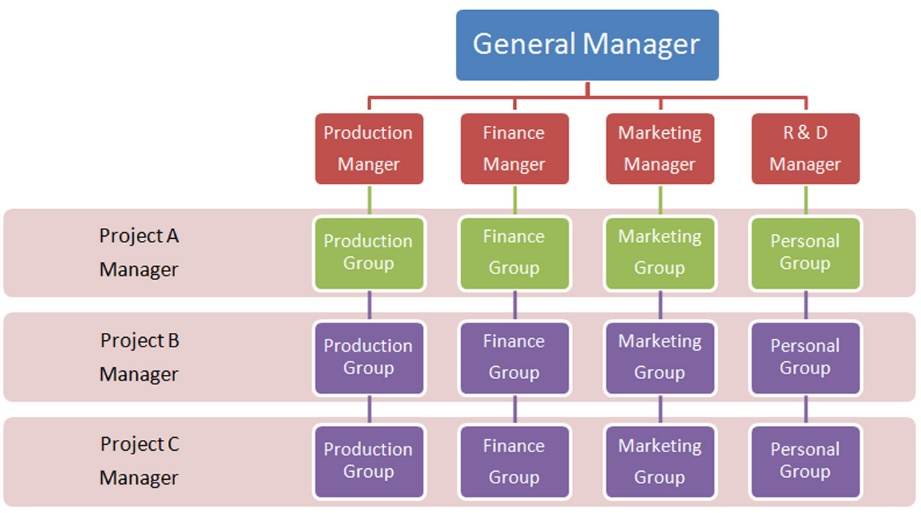 General Manager
Production
Manger
Finance
Manger
Marketing
Manager
R & D
Manager
Project A
Manager
Production
Group
Finance
Group
Marketing
Group
Personal
Group
Project B
Manager
Production
Group
Finance
Group
Marketing
Group
Personal
Group
Project C
Manager
Production
Group
Finance
Group
Marketing
Group
Personal
Group